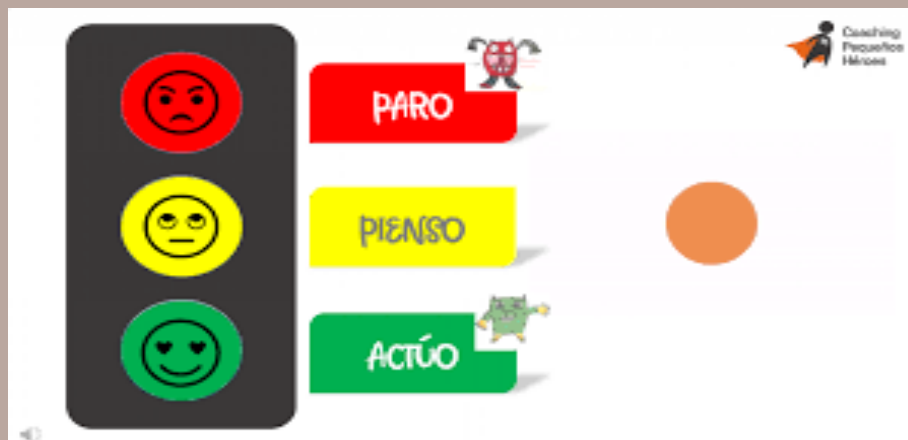 Coaching
Pequeños
Héroes
PARO
PIENSO
ACTÚO